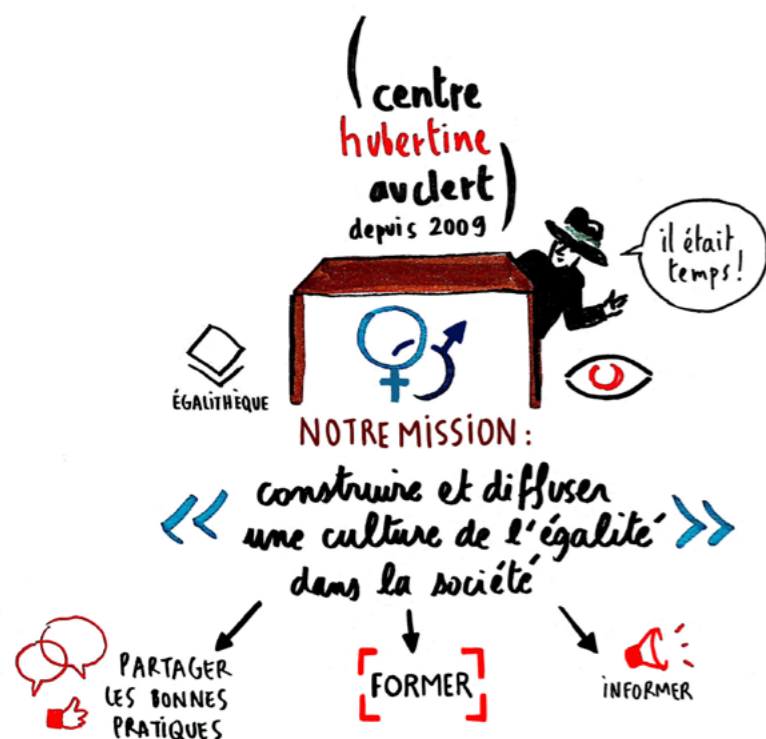 (centre
hubertine
auclert)
depuis 2009
il était
temps!
ÉGALITHÈQUE
NOTRE MISSION :
« construire et diffuser
une culture de l'égalité
dans la société »
PARTAGER
LES BONNES
PRATIQUES
FORMER
INFORMER